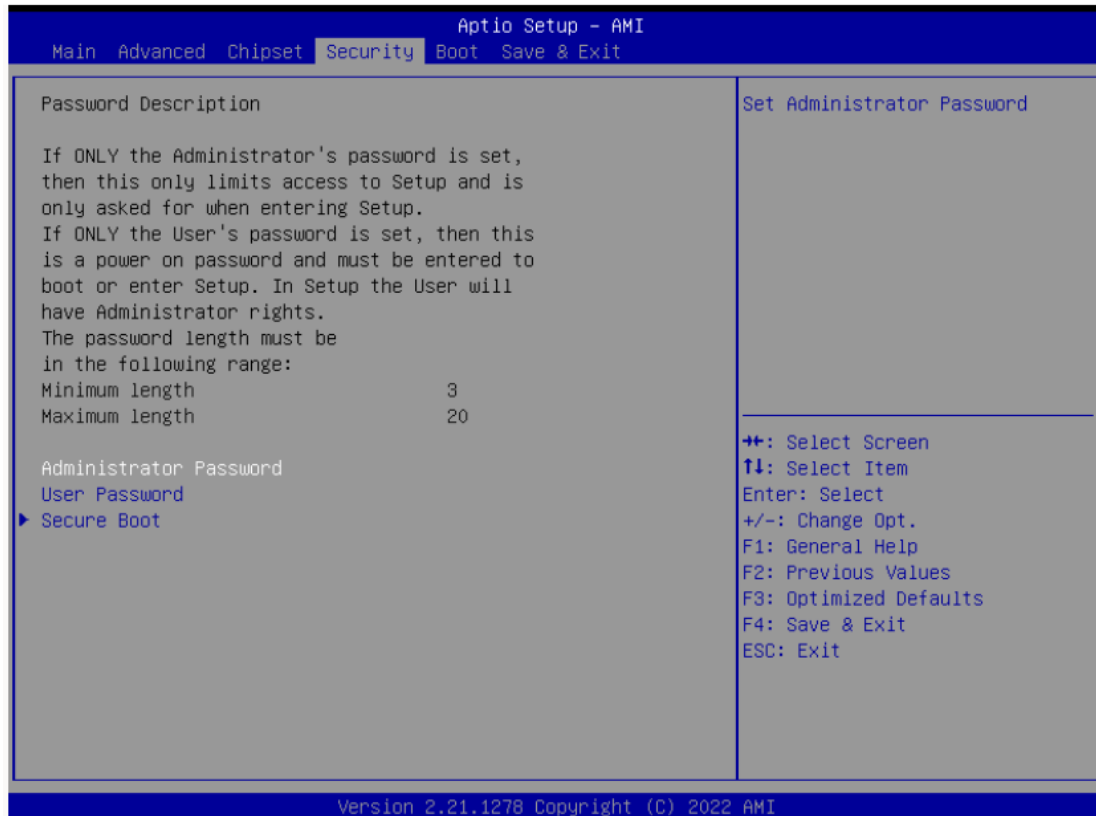 Aptio Setup – AMI
Main Advanced Chipset Security Boot Save & Exit
Password Description
If ONLY the Administrator's password is set,
then this only limits access to Setup and is
only asked for when entering Setup.
If ONLY the User's password is set, then this
is a power on password and must be entered to
boot or enter Setup. In Setup the User will
have Administrator rights.
The password length must be
in the following range:
Minimum length 3
Maximum length 20
Administrator Password
User Password
Secure Boot
Set Administrator Password
→←: Select Screen
↑↓: Select Item
Enter: Select
+/-: Change Opt.
F1: General Help
F2: Previous Values
F3: Optimized Defaults
F4: Save & Exit
ESC: Exit
Version 2.21.1278 Copyright (C) 2022 AMI